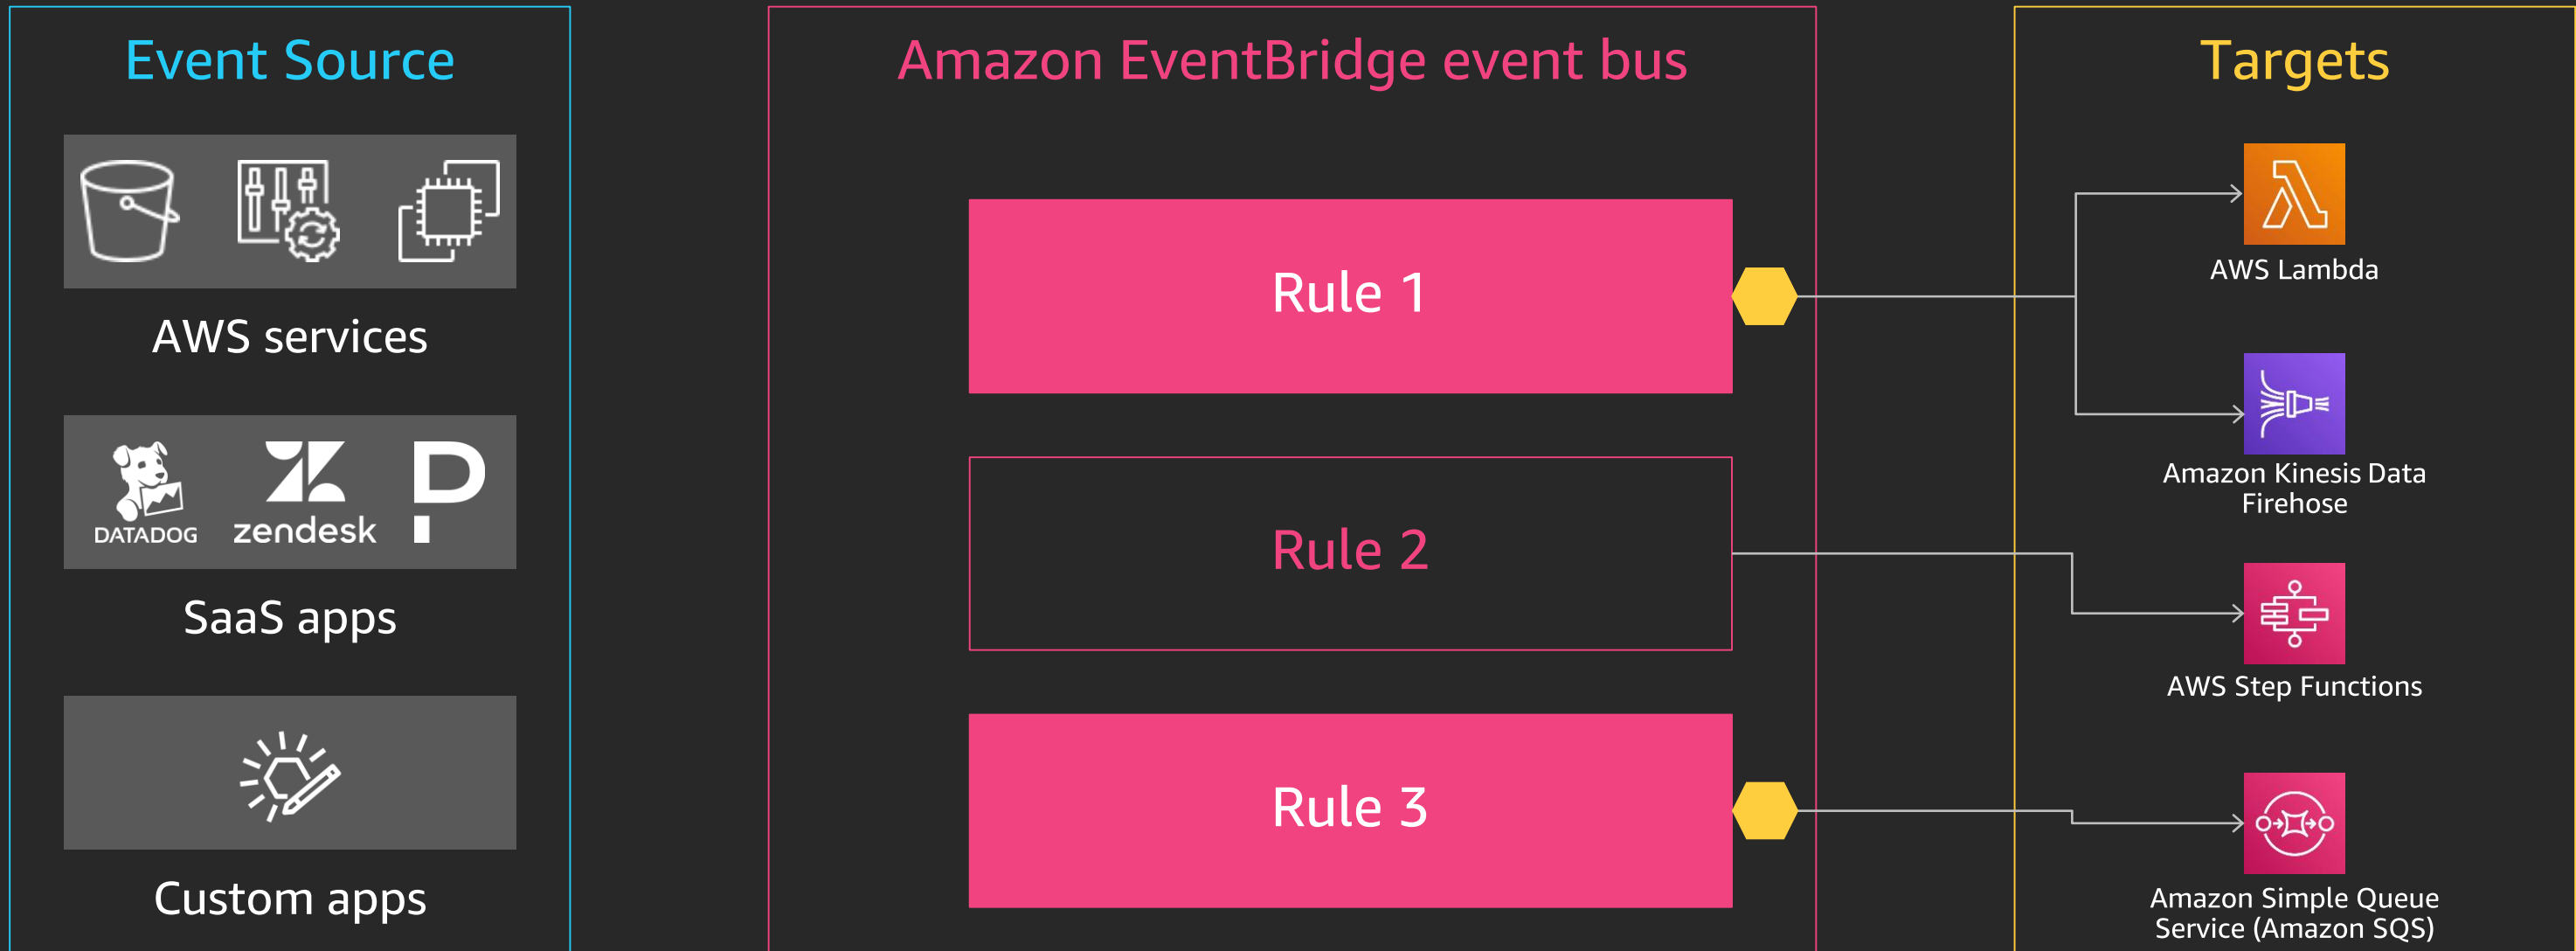 Event Source
AWS services
DATADOG
zendesk
SaaS apps
Custom apps
Amazon EventBridge event bus
Rule 1
Rule 2
Rule 3
Targets
AWS Lambda
Amazon Kinesis Data
Firehose
AWS Step Functions
Amazon Simple Queue
Service (Amazon SQS)